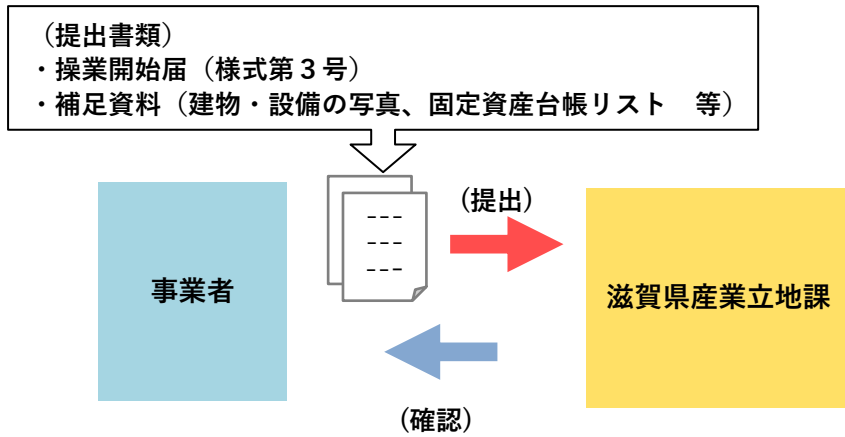 （提出書類）
・操業開始届（様式第３号）
・補足資料（建物・設備の写真、固定資産台帳リスト　等）
（提出）
事業者
滋賀県産業立地課
（確認）